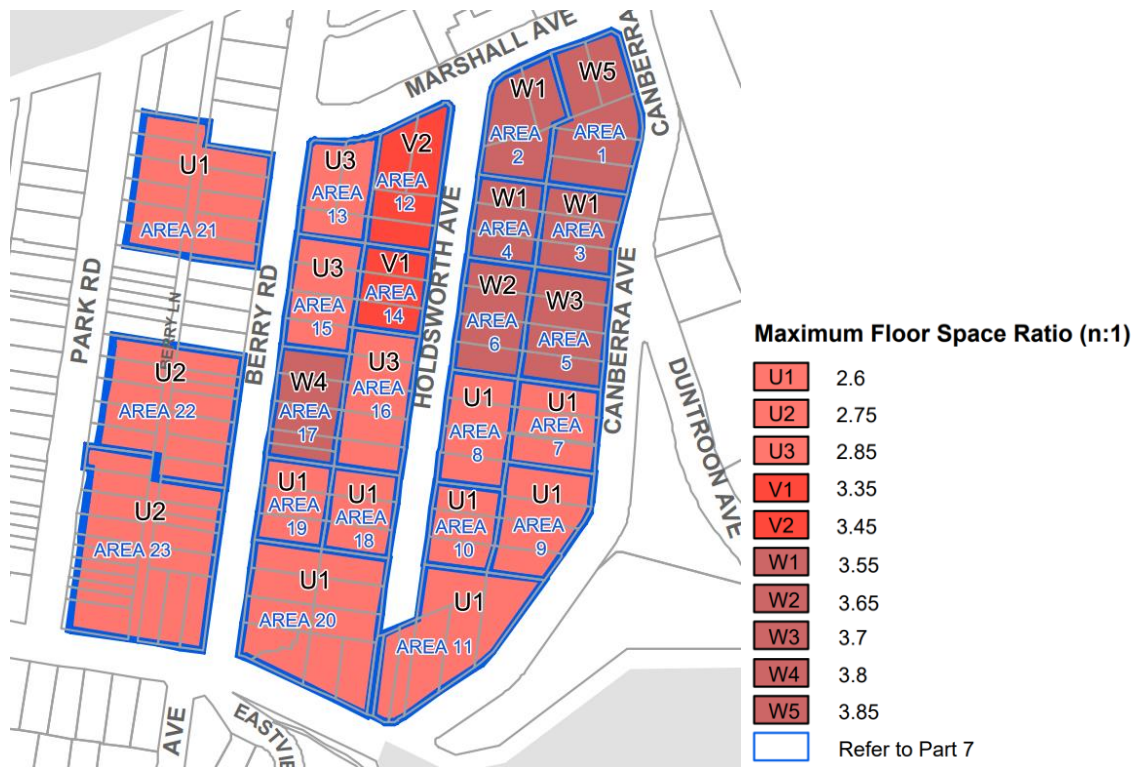 MARSHALL AVE
CANBERRA
W5
W1
AREA
2
AREA
1
U1
AREA 21
U3
AREA
13
V2
AREA
12
W1
AREA
4
W1
AREA
3
HOLDSWORTH AVE
CANBERRA AVE
PARK RD
BERRY LN
BERRY RD
U3
AREA
15
V1
AREA
14
W2
AREA
6
W3
AREA
5
U2
AREA 22
W4
AREA
17
U3
AREA
16
U1
AREA
8
U1
AREA
7
DUNTROON AVE
U2
AREA 23
U1
AREA
19
U1
AREA
18
U1
AREA
10
U1
AREA
9
U1
AREA 20
U1
AREA 11
AVE
EASTVIE
Maximum Floor Space Ratio (n:1)
U1 2.6
U2 2.75
U3 2.85
V1 3.35
V2 3.45
W1 3.55
W2 3.65
W3 3.7
W4 3.8
W5 3.85
Refer to Part 7